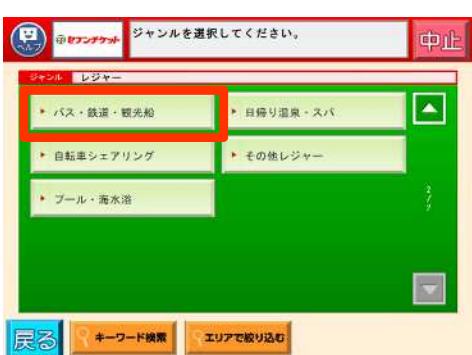 ヘルプ
セブンチケット
ジャンルを選択してください。
中止
ジャンル レジャー
バス・鉄道・観光船
日帰り温泉・スパ
自転車シェアリング
その他レジャー
プール・海水浴
2/2
戻る
キーワード検索
エリアで絞り込む